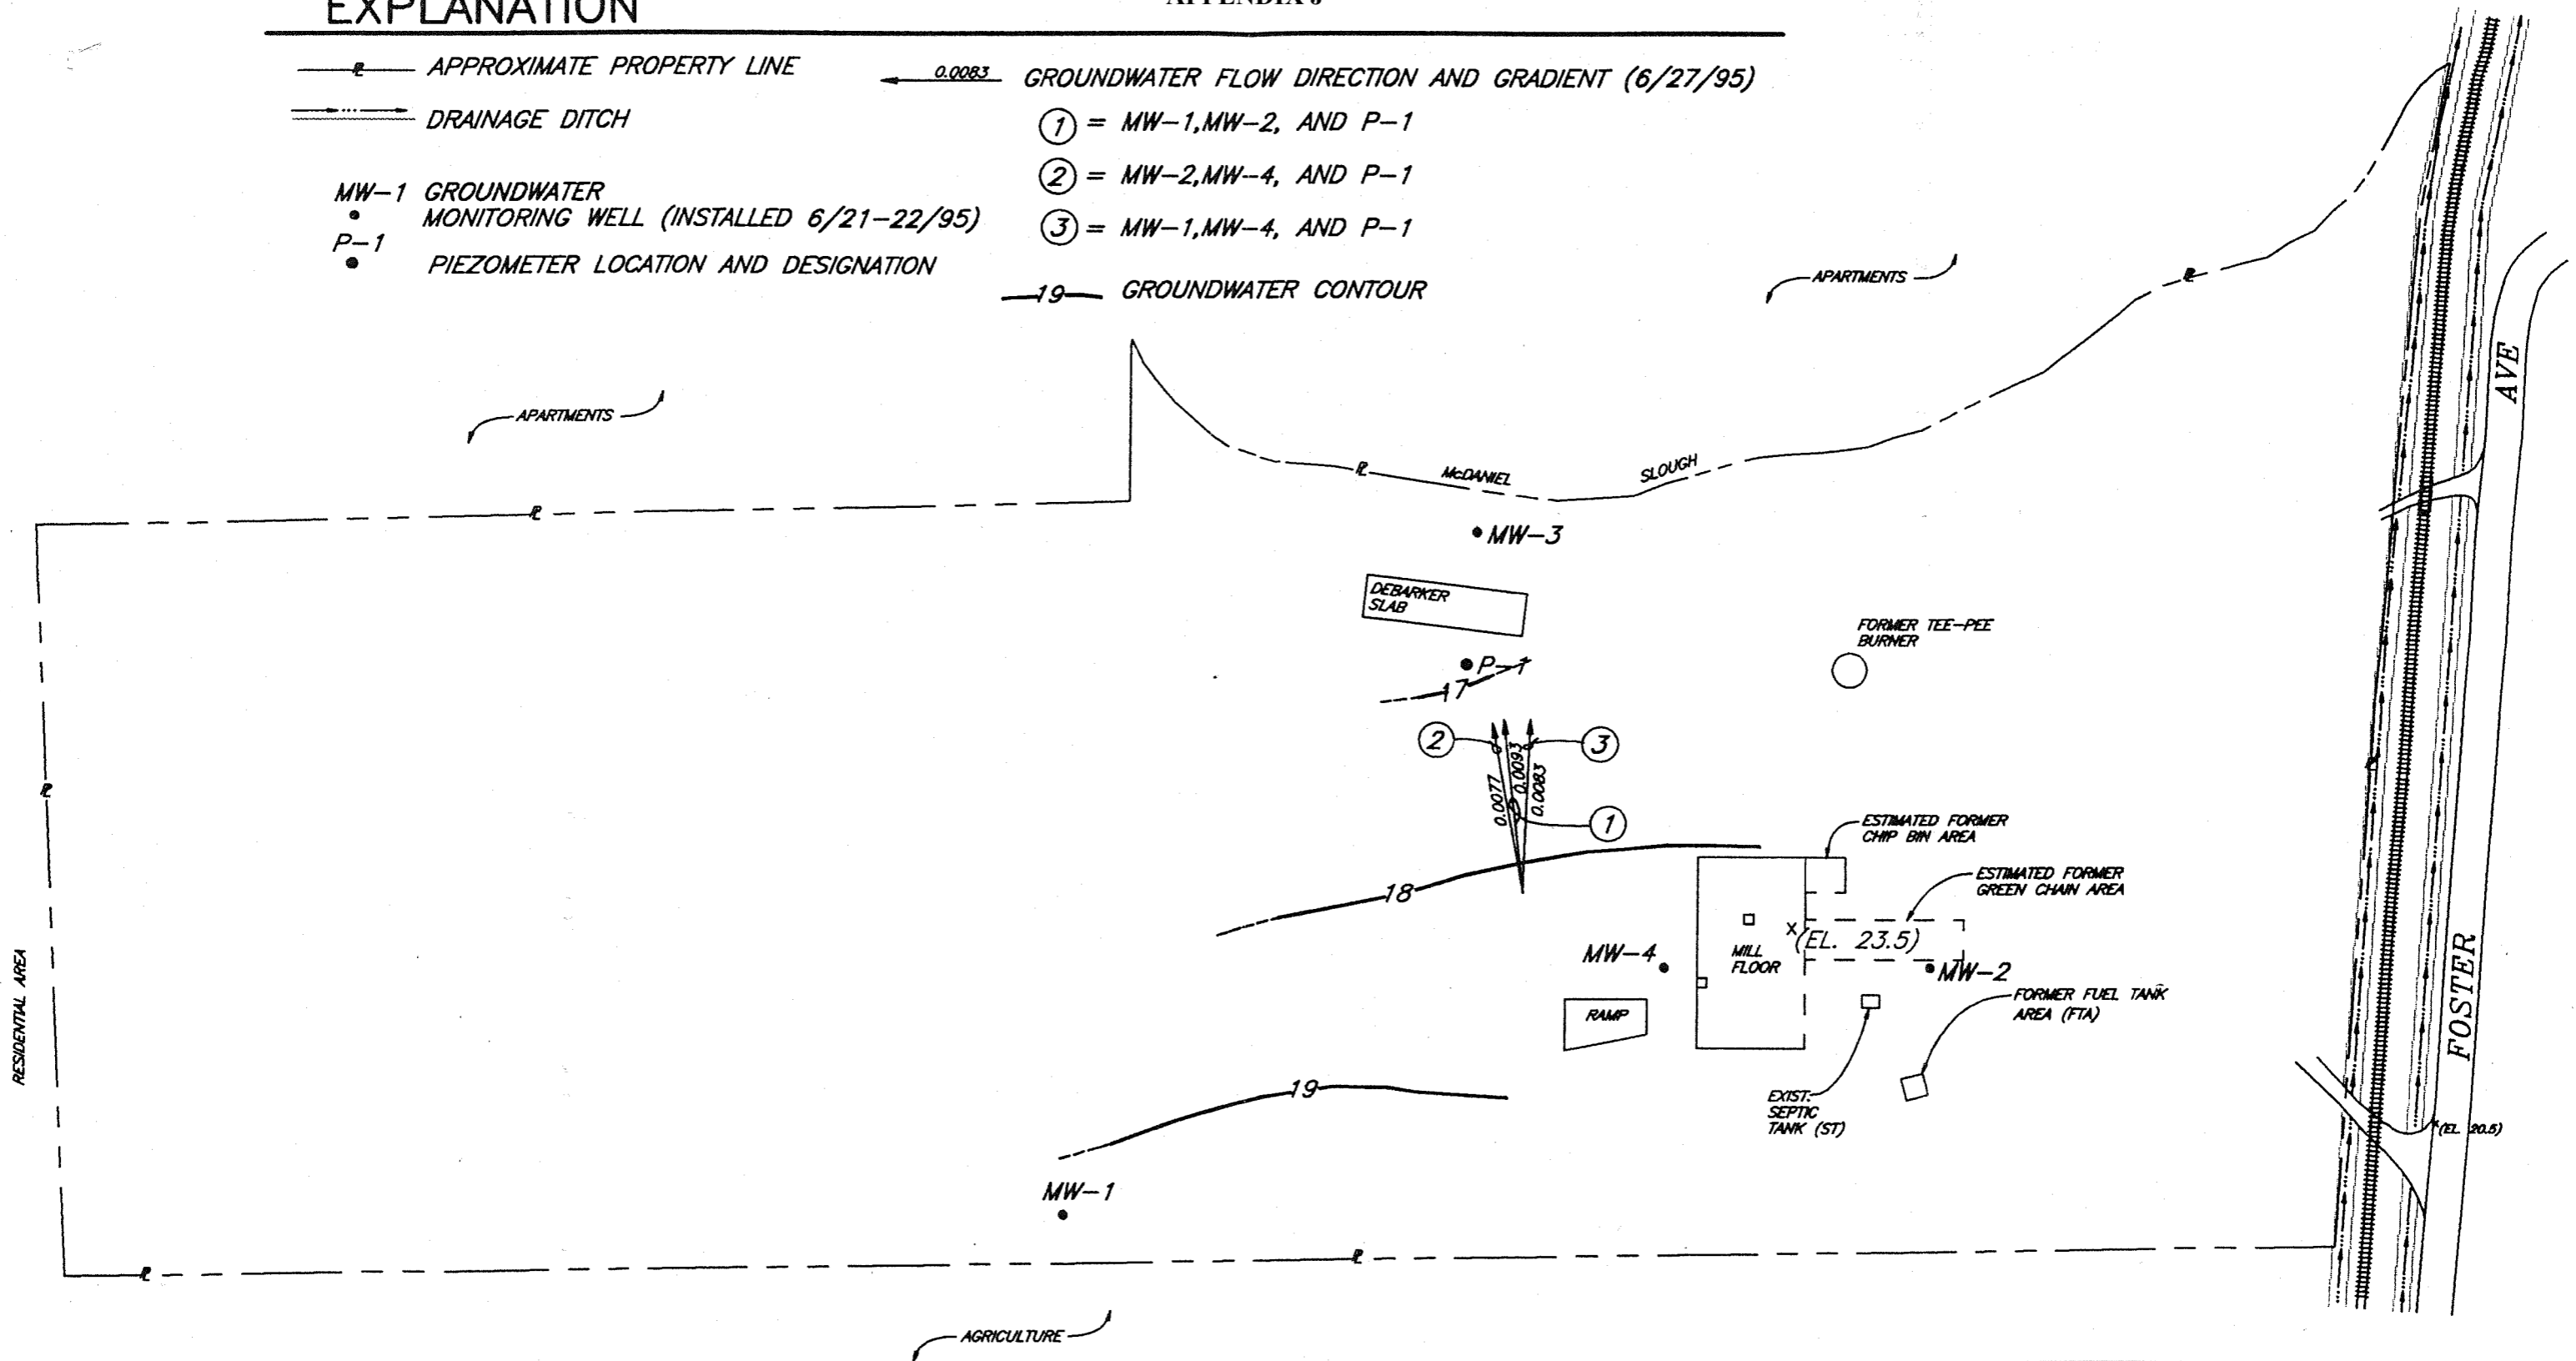 EXPLANATION
APPROXIMATE PROPERTY LINE
DRAINAGE DITCH
MW-1 GROUNDWATER
MONITORING WELL (INSTALLED 6/21-22/95)
P-1
PIEZOMETER LOCATION AND DESIGNATION
0.0083 GROUNDWATER FLOW DIRECTION AND GRADIENT (6/27/95)
1 = MW-1,MW-2, AND P-1
2 = MW-2,MW-4, AND P-1
3 = MW-1,MW-4, AND P-1
19 GROUNDWATER CONTOUR
APARTMENTS
APARTMENTS
McDANIEL SLOUGH
MW-3
DEBARKER
SLAB
P-1
17
FORMER TEE-PEE
BURNER
2
3
0.0077
0.0093
0.0083
1
18
ESTIMATED FORMER
CHIP BIN AREA
ESTIMATED FORMER
GREEN CHAIN AREA
(EL. 23.5)
MILL
FLOOR
MW-4
MW-2
RAMP
FORMER FUEL TANK
AREA (FTA)
EXIST.
SEPTIC
TANK (ST)
19
MW-1
RESIDENTIAL AREA
AGRICULTURE
FOSTER AVE
(EL. 20.5)